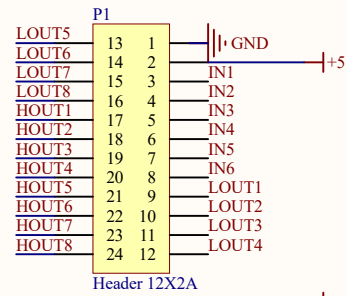 P1
LOUT5 13 1 GND
LOUT6 14 2 +5
LOUT7 15 3 IN1
LOUT8 16 4 IN2
HOUT1 17 5 IN3
HOUT2 18 6 IN4
HOUT3 19 7 IN5
HOUT4 20 8 IN6
HOUT5 21 9 LOUT1
HOUT6 22 10 LOUT2
HOUT7 23 11 LOUT3
HOUT8 24 12 LOUT4
Header 12X2A